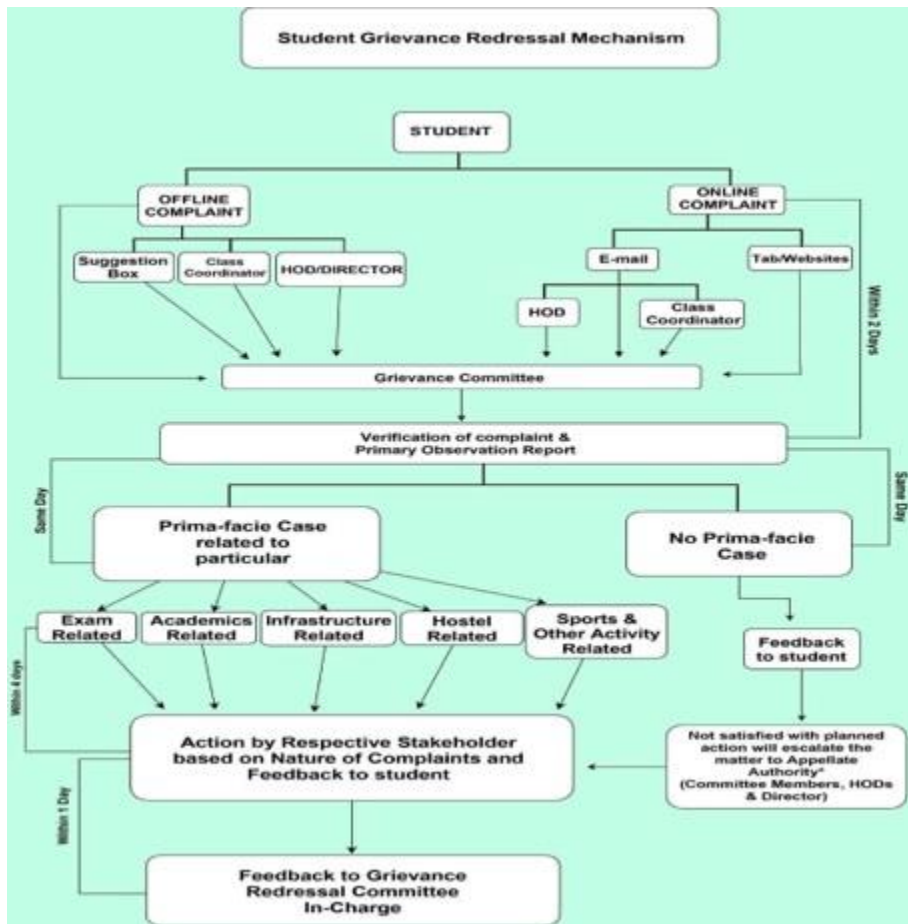 Student Grievance Redressal Mechanism
STUDENT
OFFLINE
COMPLAINT
ONLINE
COMPLAINT
Suggestion
Box
Class
Coordinator
HOD/DIRECTOR
E-mail
Tab/Websites
HOD
Class
Coordinator
Within 2 Days
Grievance Committee
Verification of complaint &
Primary Observation Report
Same Day
Same Day
Prima-facie Case
related to
particular
No Prima-facie
Case
Exam
Related
Academics
Related
Infrastructure
Related
Hostel
Related
Sports &
Other Activity
Related
Feedback
to student
Within 4 days
Action by Respective Stakeholder
based on Nature of Complaints and
Feedback to student
Not satisfied with planned
action will escalate the
matter to Appellate
Authority*
(Committee Members, HODs
& Director)
Within 1 Day
Feedback to Grievance
Redressal Committee
In-Charge